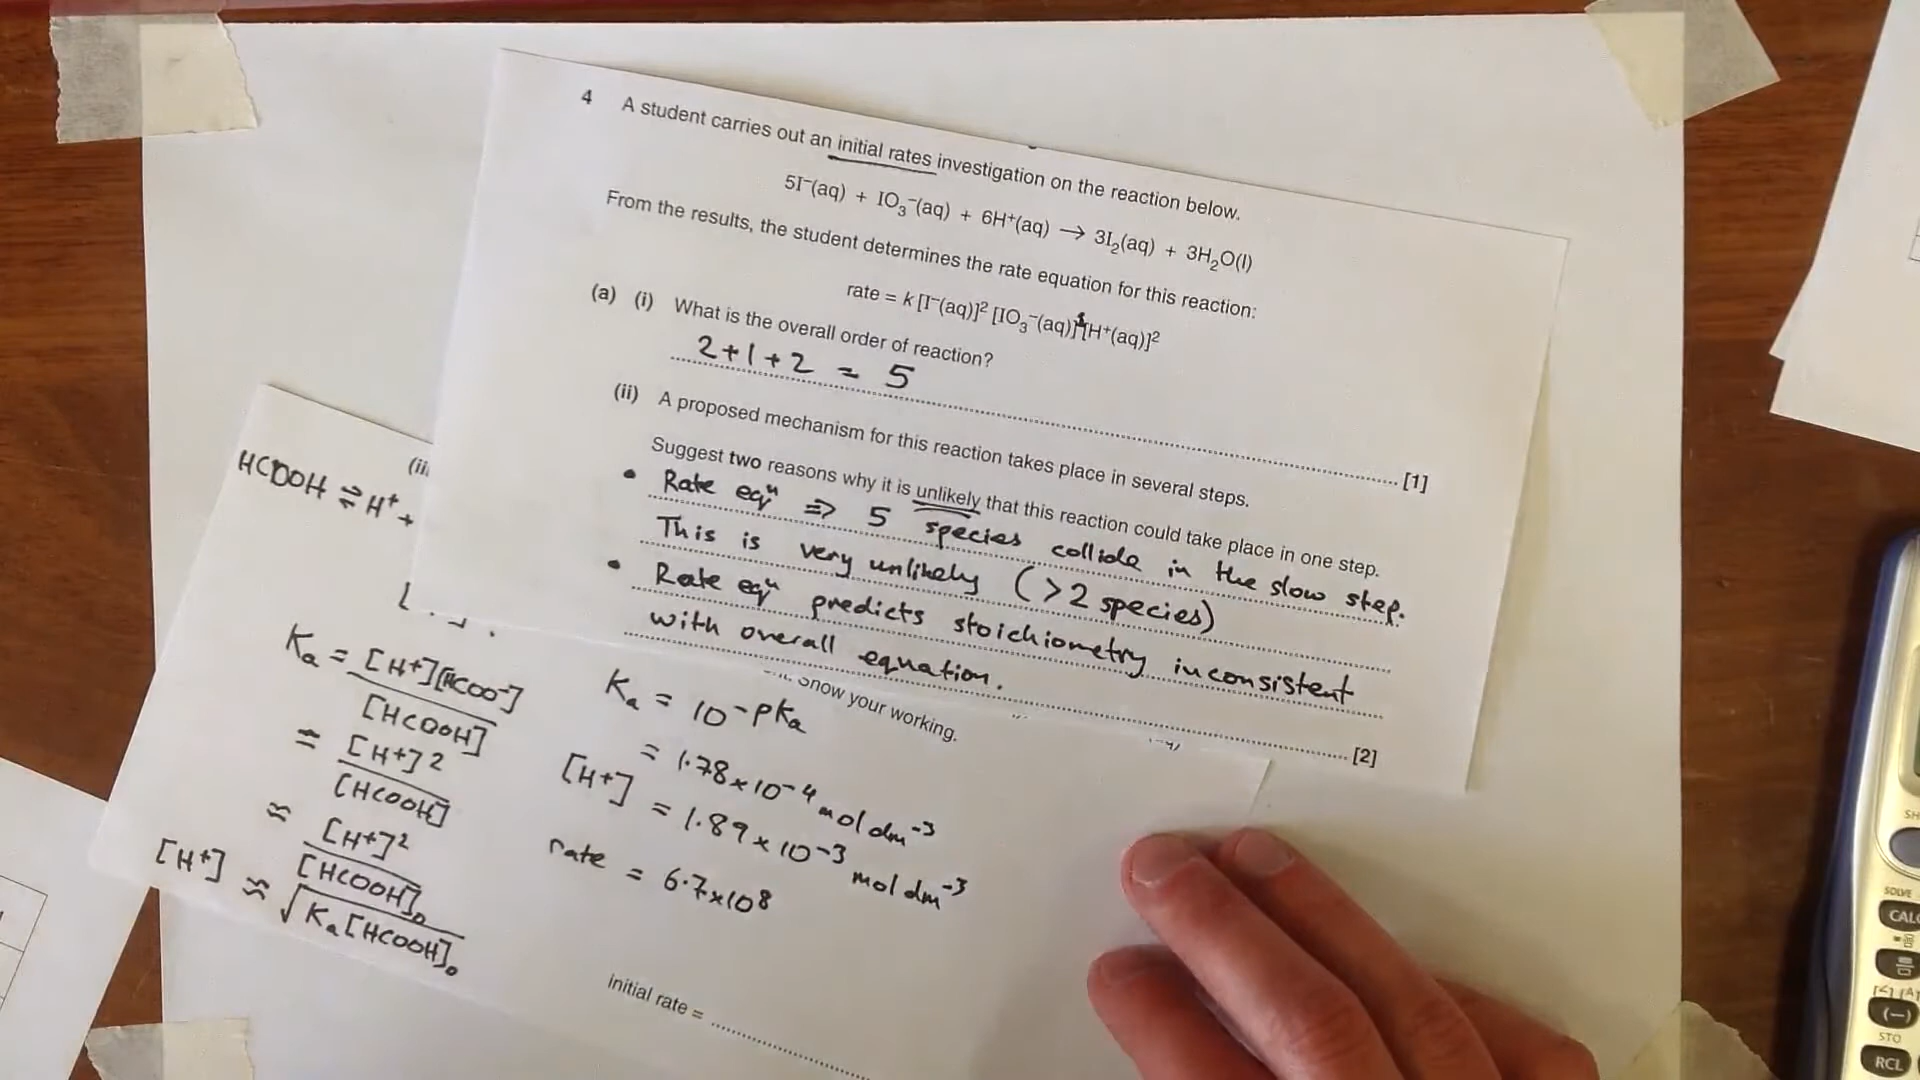 4 A student carries out an initial rates investigation on the reaction below.
5I⁻(aq) + IO₃⁻(aq) + 6H⁺(aq) → 3I₂(aq) + 3H₂O(l)
From the results, the student determines the rate equation for this reaction:
rate = k [I⁻(aq)]² [IO₃⁻(aq)]¹[H⁺(aq)]²
(a) (i) What is the overall order of reaction?
2+1+2 = 5
[1]
(ii) A proposed mechanism for this reaction takes place in several steps.
Suggest two reasons why it is unlikely that this reaction could take place in one step.
• Rate eqⁿ ⇒ 5 species collide in the slow step.
This is very unlikely (>2 species)
• Rate eqⁿ predicts stoichiometry inconsistent
with overall equation.
[2]
(iii
HCOOH ⇌ H⁺ +
Show your working.
Kₐ = [H⁺][HCOO⁻]
[HCOOH]
= [H⁺]²
[HCOOH]
≈ [H⁺]²
[HCOOH]₀
[H⁺] ≈ √Kₐ[HCOOH]₀
Kₐ = 10⁻ᵖᴷᵃ
= 1.78×10⁻⁴ mol dm⁻³
[H⁺] = 1.89×10⁻³ mol dm⁻³
rate = 6.7×10⁸
initial rate =
SOLVE
CALC
STO
RCL
(−)